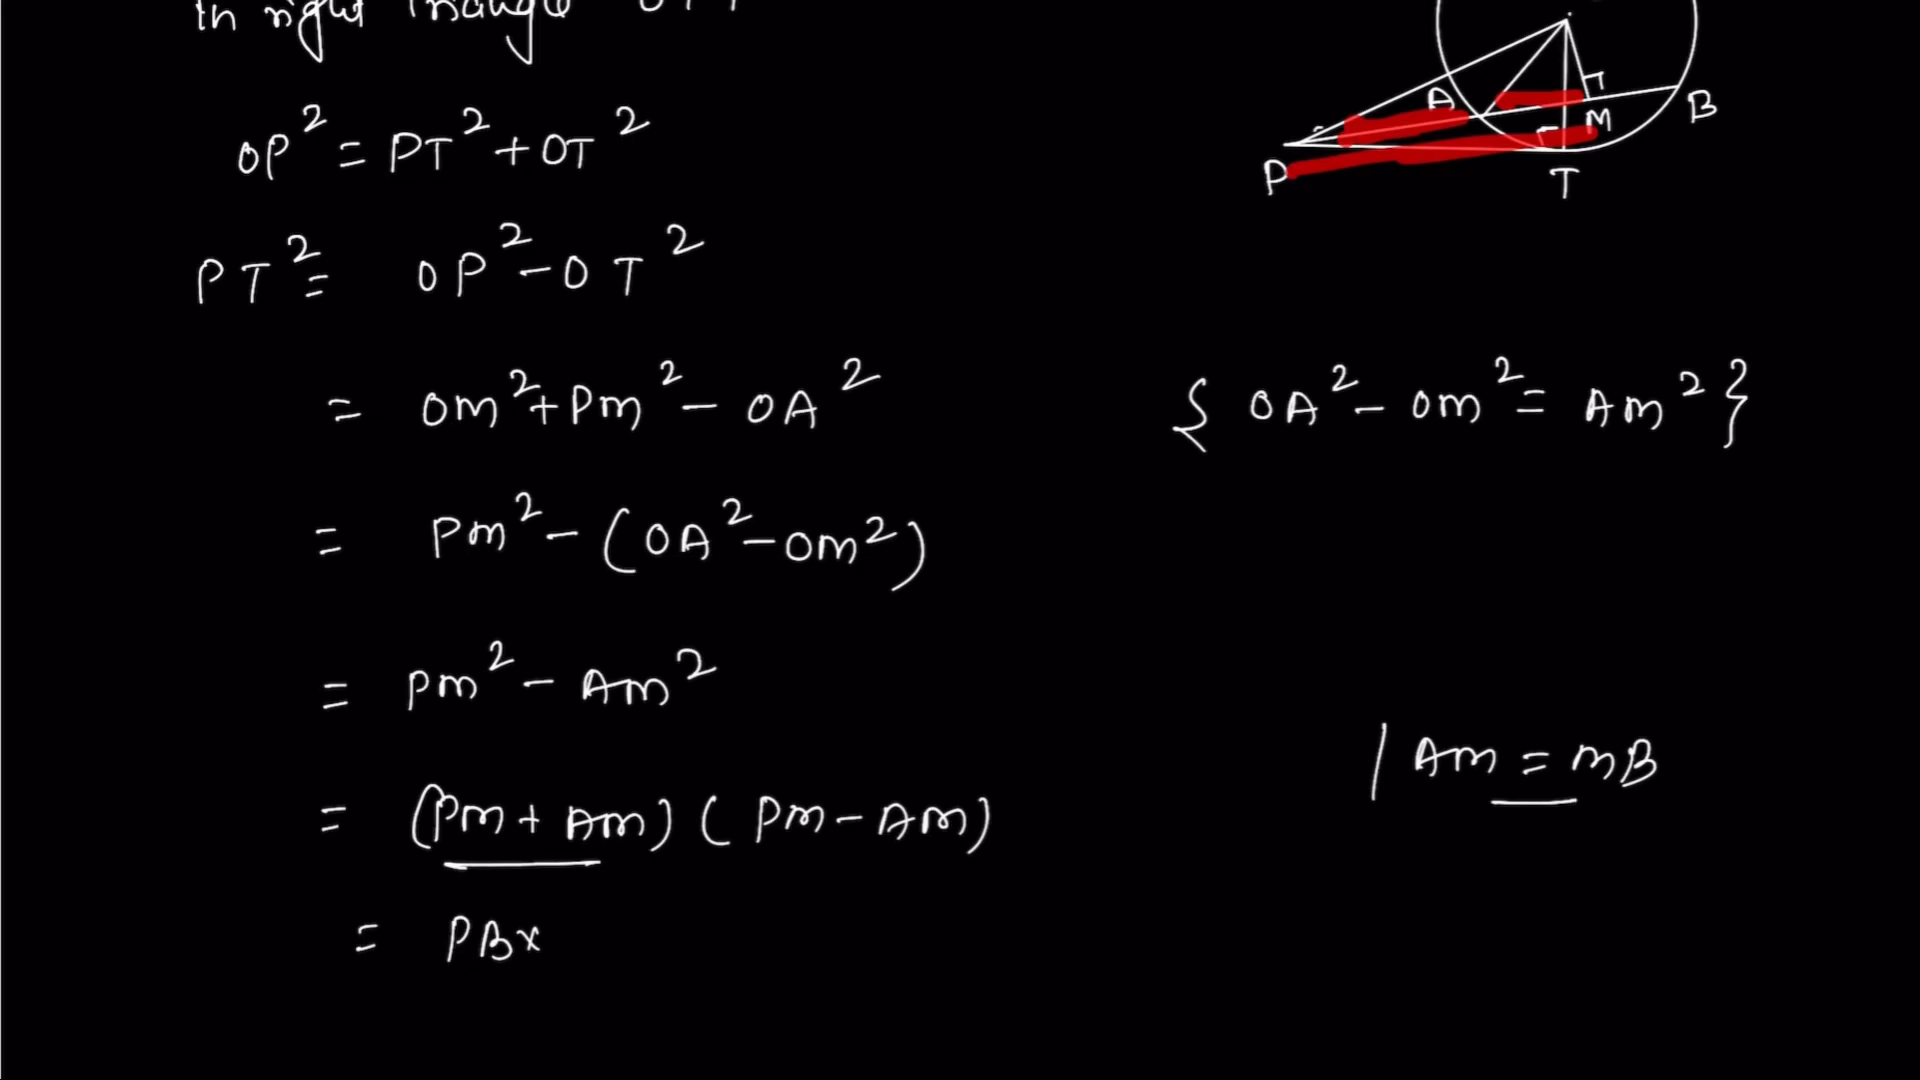 In right Triangle OPT
OP² = PT² + OT²
PT² = OP² - OT²
= OM² + PM² - OA²
{ OA² - OM² = AM² }
= PM² - (OA² - OM²)
= PM² - AM²
| AM = MB
= (PM + AM) ( PM - AM)
= PB×
A
M
B
P
T